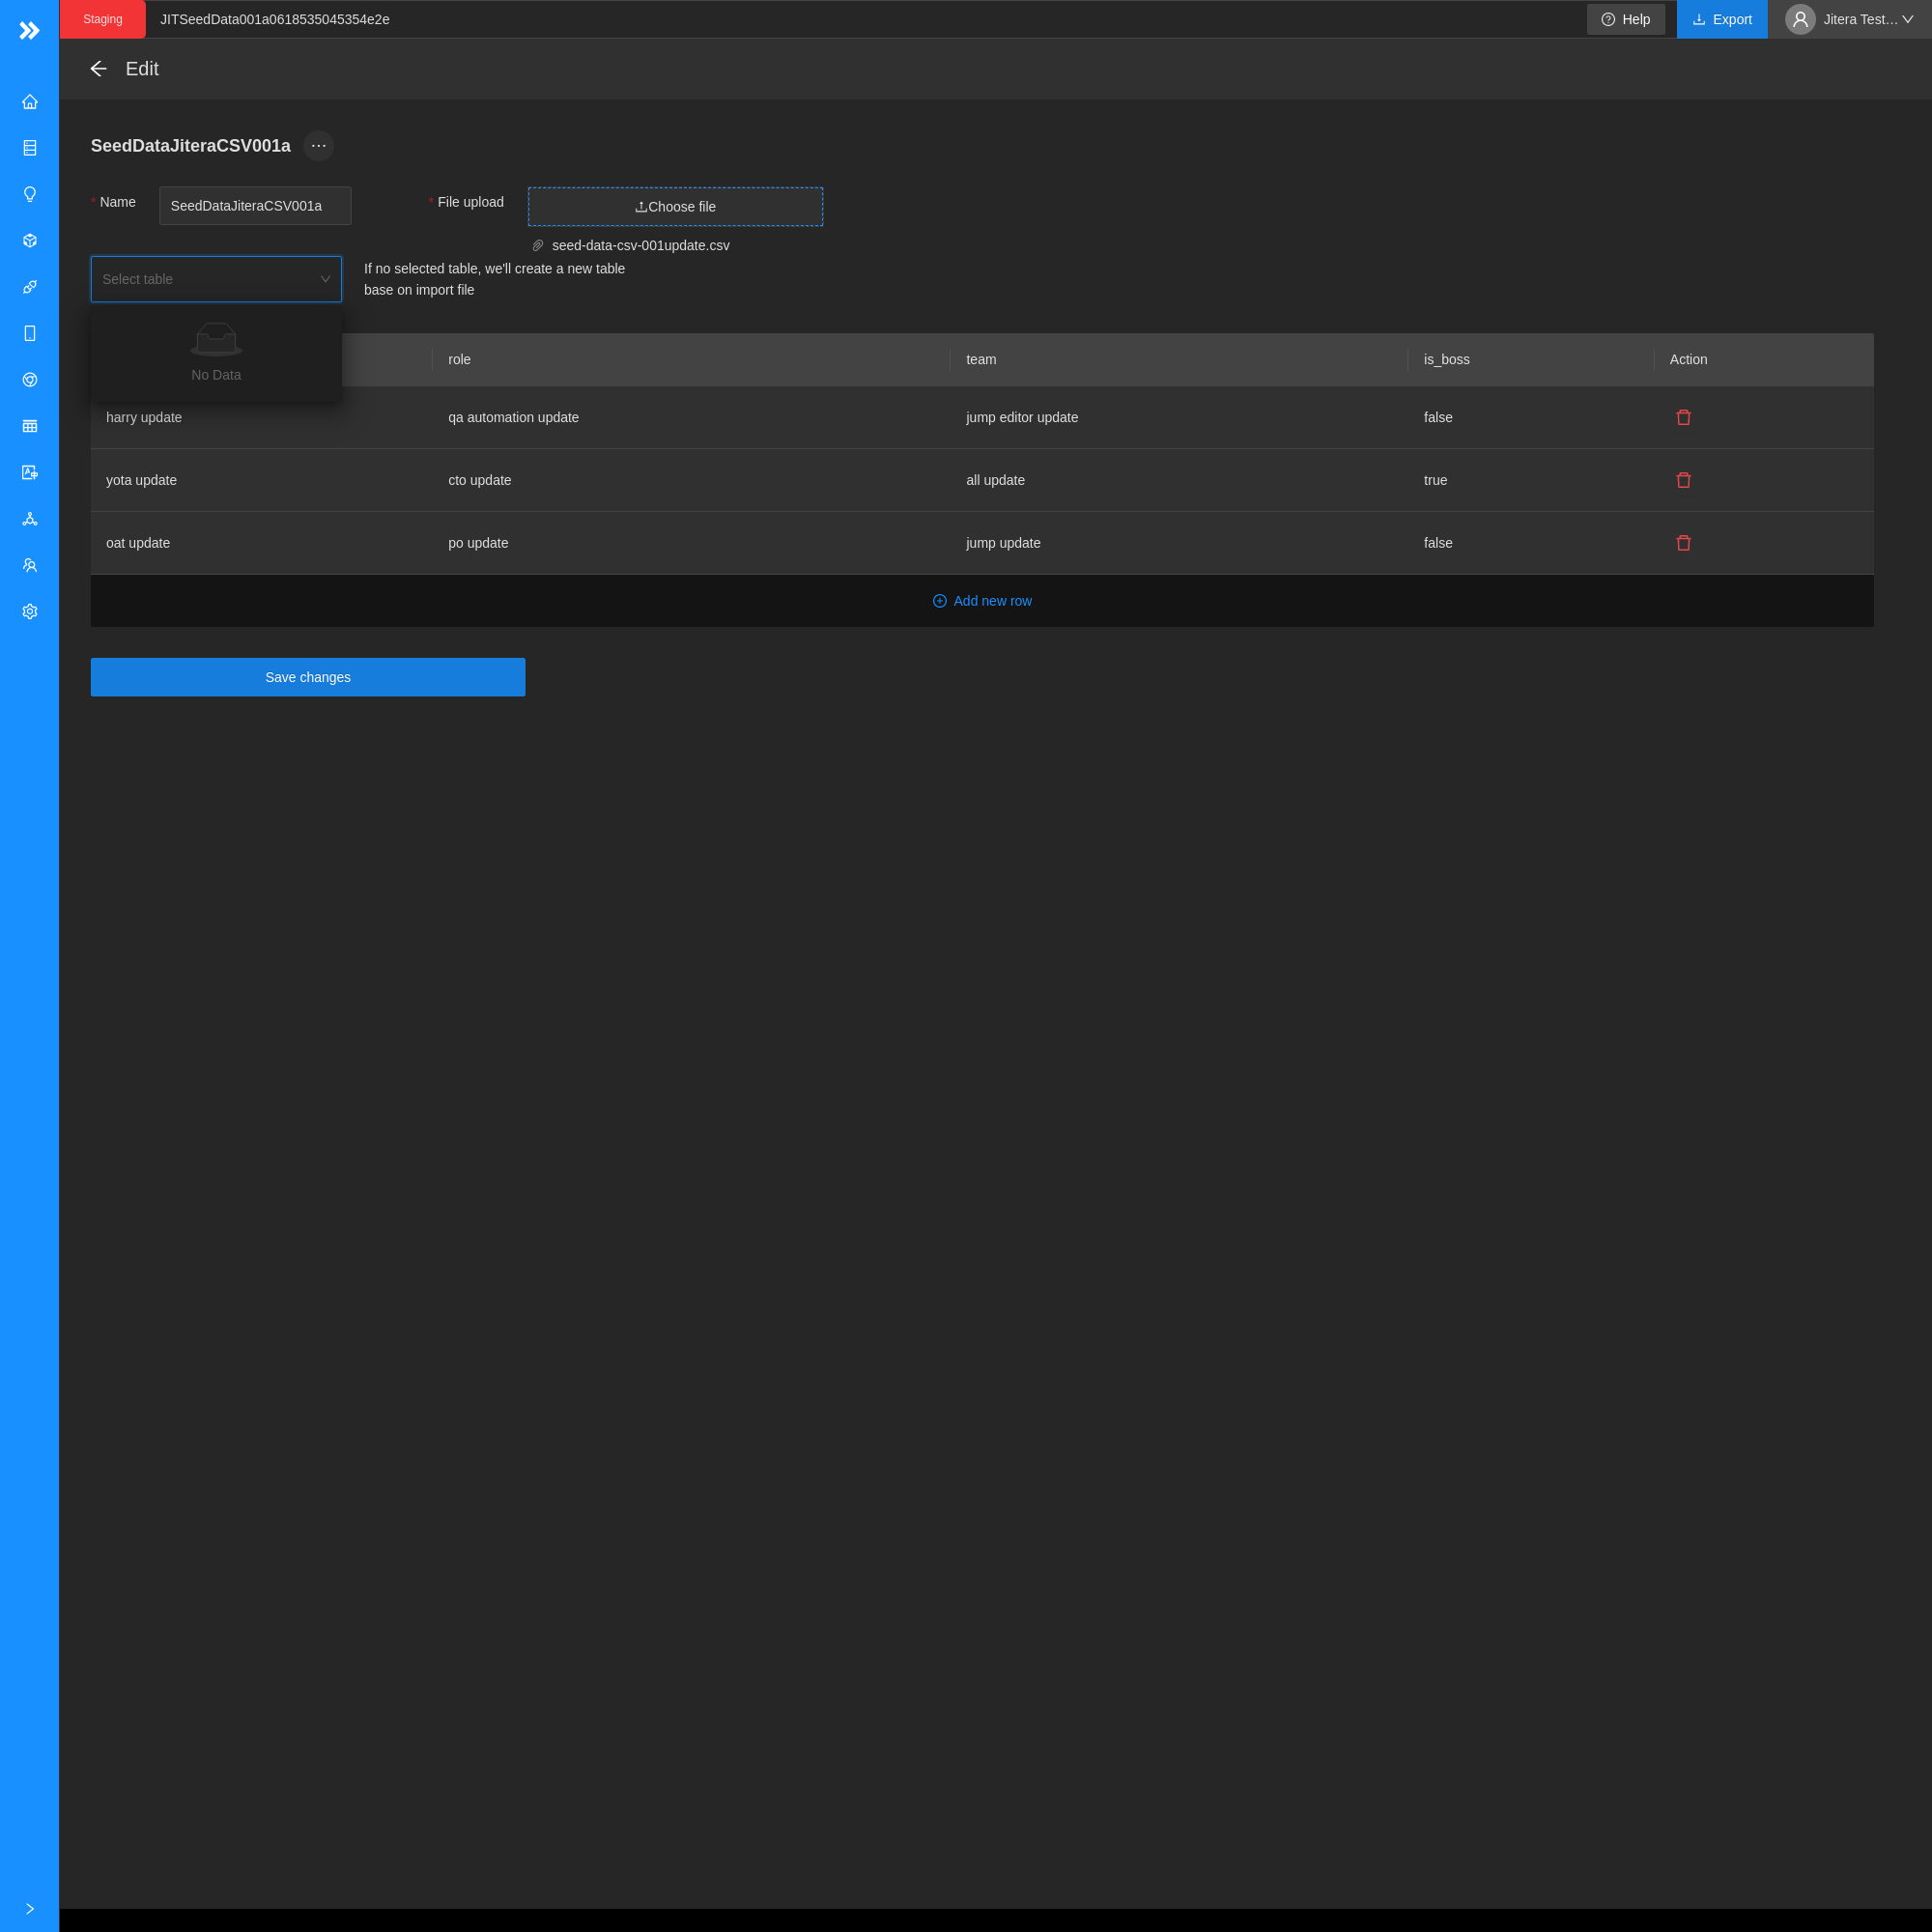 Staging
JITSeedData001a0618535045354e2e
Help
Export
Jitera Test…
Edit
SeedDataJiteraCSV001a
* Name
SeedDataJiteraCSV001a
* File upload
Choose file
seed-data-csv-001update.csv
Select table
If no selected table, we'll create a new table
base on import file
No Data
role
team
is_boss
Action
harry update
qa automation update
jump editor update
false
yota update
cto update
all update
true
oat update
po update
jump update
false
Add new row
Save changes